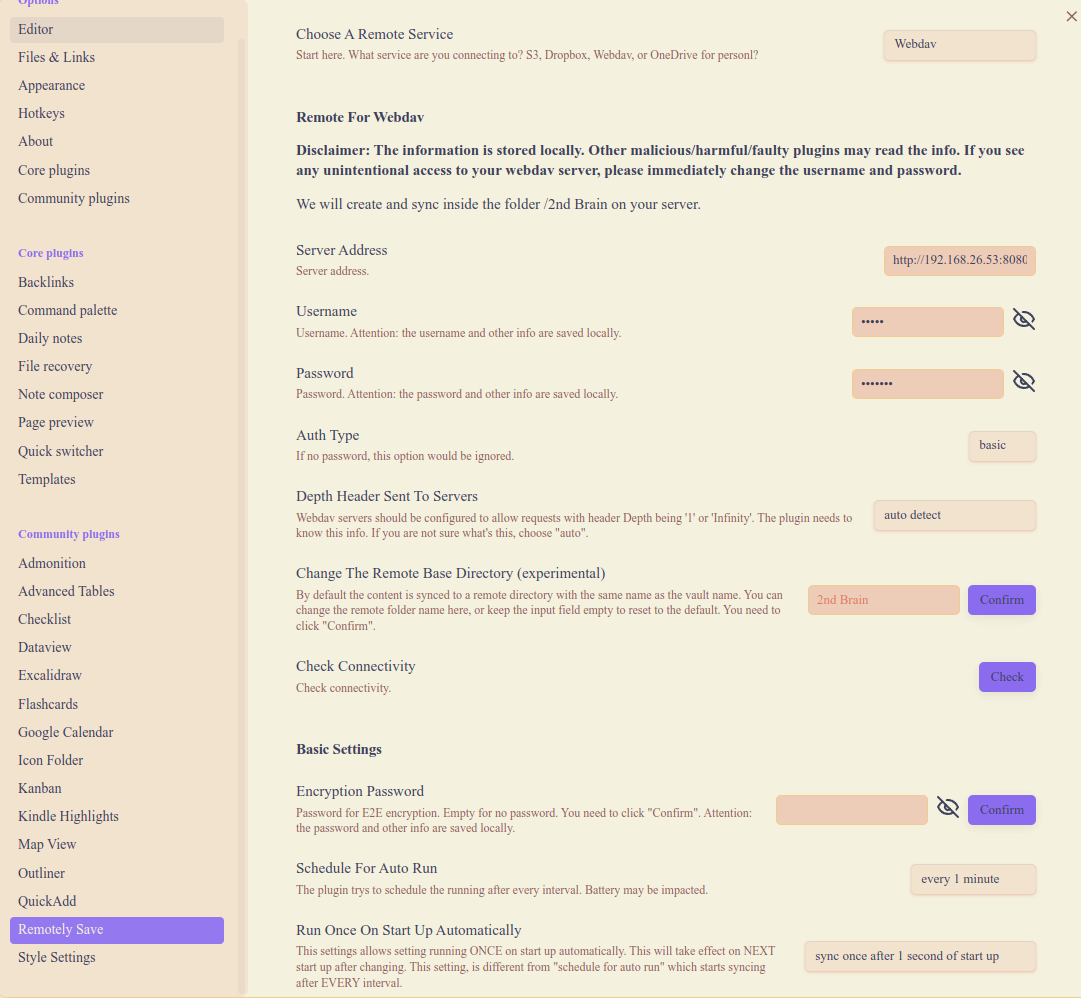 Options
Editor
Files & Links
Appearance
Hotkeys
About
Core plugins
Community plugins
Core plugins
Backlinks
Command palette
Daily notes
File recovery
Note composer
Page preview
Quick switcher
Templates
Community plugins
Admonition
Advanced Tables
Checklist
Dataview
Excalidraw
Flashcards
Google Calendar
Icon Folder
Kanban
Kindle Highlights
Map View
Outliner
QuickAdd
Remotely Save
Style Settings
Choose A Remote Service
Start here. What service are you connecting to? S3, Dropbox, Webdav, or OneDrive for personl?
Webdav
Remote For Webdav
Disclaimer: The information is stored locally. Other malicious/harmful/faulty plugins may read the info. If you see
any unintentional access to your webdav server, please immediately change the username and password.
We will create and sync inside the folder /2nd Brain on your server.
Server Address
Server address.
http://192.168.26.53:8080
Username
Username. Attention: the username and other info are saved locally.
•••••
Password
Password. Attention: the password and other info are saved locally.
•••••••
Auth Type
If no password, this option would be ignored.
basic
Depth Header Sent To Servers
Webdav servers should be configured to allow requests with header Depth being '1' or 'Infinity'. The plugin needs to
know this info. If you are not sure what's this, choose "auto".
auto detect
Change The Remote Base Directory (experimental)
By default the content is synced to a remote directory with the same name as the vault name. You can
change the remote folder name here, or keep the input field empty to reset to the default. You need to
click "Confirm".
2nd Brain
Confirm
Check Connectivity
Check connectivity.
Check
Basic Settings
Encryption Password
Password for E2E encryption. Empty for no password. You need to click "Confirm". Attention:
the password and other info are saved locally.
Confirm
Schedule For Auto Run
The plugin trys to schedule the running after every interval. Battery may be impacted.
every 1 minute
Run Once On Start Up Automatically
This settings allows setting running ONCE on start up automatically. This will take effect on NEXT
start up after changing. This setting, is different from "schedule for auto run" which starts syncing
after EVERY interval.
sync once after 1 second of start up